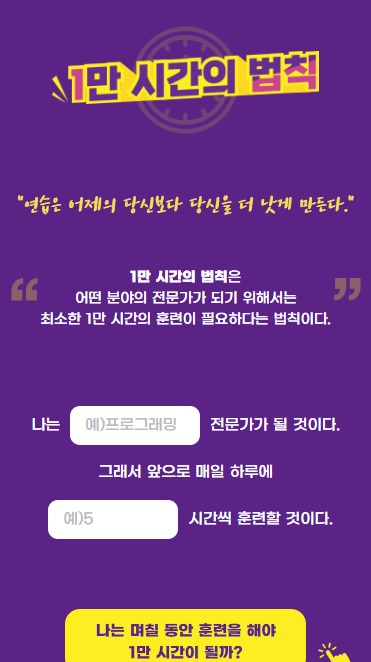 1만 시간의 법칙
"연습은 어제의 당신보다 당신을 더 낫게 만든다."
“ 1만 시간의 법칙은 ”
어떤 분야의 전문가가 되기 위해서는
최소한 1만 시간의 훈련이 필요하다는 법칙이다.
나는 예)프로그래밍 전문가가 될 것이다.
그래서 앞으로 매일 하루에
예)5 시간씩 훈련할 것이다.
나는 며칠 동안 훈련을 해야
1만 시간이 될까?